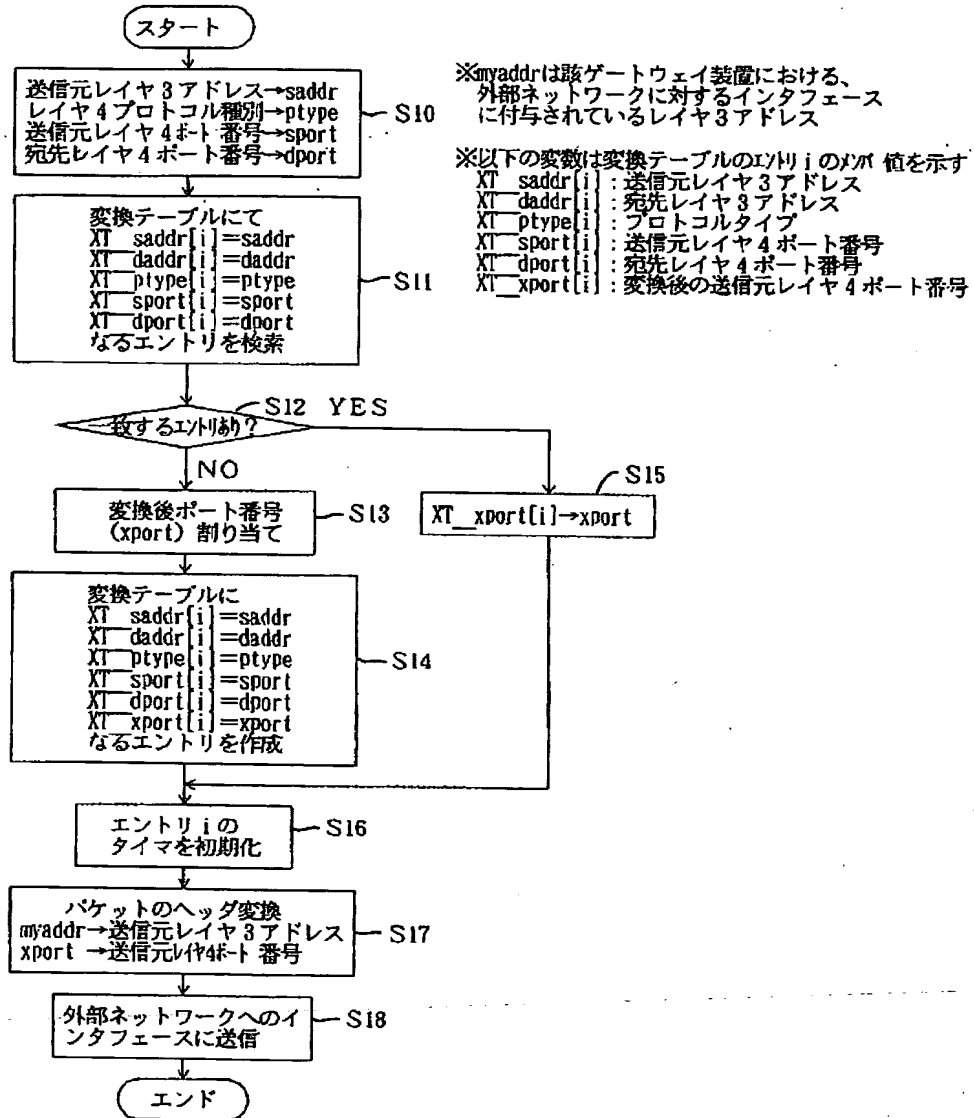 スタート
送信元レイヤ3アドレス→saddr
レイヤ4プロトコル種別→ptype
送信元レイヤ4ポート番号→sport
宛先レイヤ4ポート番号→dport
S10
※myaddrは該ゲートウェイ装置における、
外部ネットワークに対するインタフェース
に付与されているレイヤ3アドレス
※以下の変数は変換テーブルのエントリiのメンバ値を示す
XT__saddr[i]:送信元レイヤ3アドレス
XT__daddr[i]:宛先レイヤ3アドレス
XT__ptype[i]:プロトコルタイプ
XT__sport[i]:送信元レイヤ4ポート番号
XT__dport[i]:宛先レイヤ4ポート番号
XT__xport[i]:変換後の送信元レイヤ4ポート番号
変換テーブルにて
XT__saddr[i]=saddr
XT__daddr[i]=daddr
XT__ptype[i]=ptype
XT__sport[i]=sport
XT__dport[i]=dport
なるエントリを検索
S11
S12 YES
一致するエントリあり?
NO
変換後ポート番号
(xport)割り当て
S13
S15
XT__xport[i]→xport
変換テーブルに
XT__saddr[i]=saddr
XT__daddr[i]=daddr
XT__ptype[i]=ptype
XT__sport[i]=sport
XT__dport[i]=dport
XT__xport[i]=xport
なるエントリを作成
S14
エントリiの
タイマを初期化
S16
パケットのヘッダ変換
myaddr→送信元レイヤ3アドレス
xport →送信元レイヤ4ポート番号
S17
外部ネットワークへのイ
ンタフェースに送信
S18
エンド